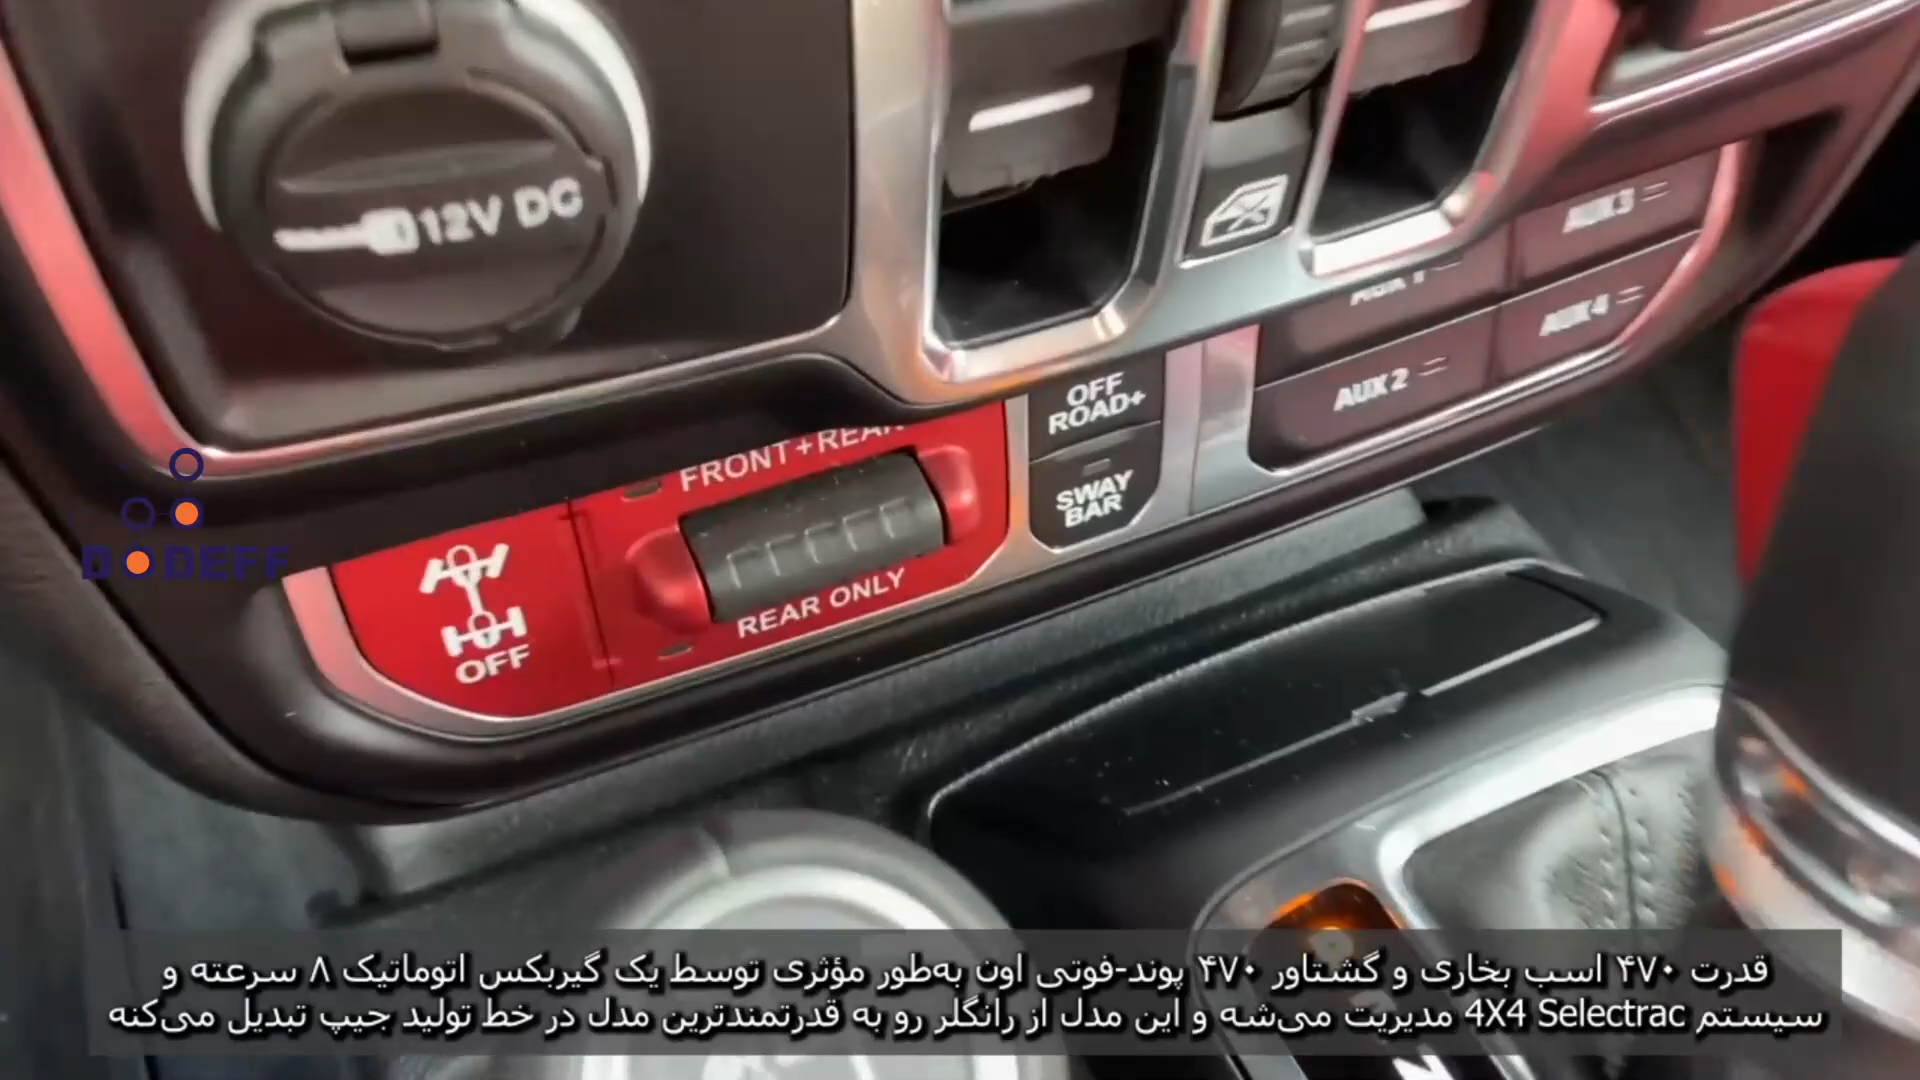 12V DC
AUX 3
AUX 1
AUX 4
AUX 2
OFF
ROAD+
SWAY
BAR
FRONT+REAR
REAR ONLY
OFF
DODEFF
قدرت ۴۷۰ اسب بخاری و گشتاور ۴۷۰ پوند-فوتی اون به‌طور مؤثری توسط یک گیربکس اتوماتیک ۸ سرعته و
سیستم 4X4 Selectrac مدیریت می‌شه و این مدل از رانگلر رو به قدرتمندترین مدل در خط تولید جیپ تبدیل می‌کنه